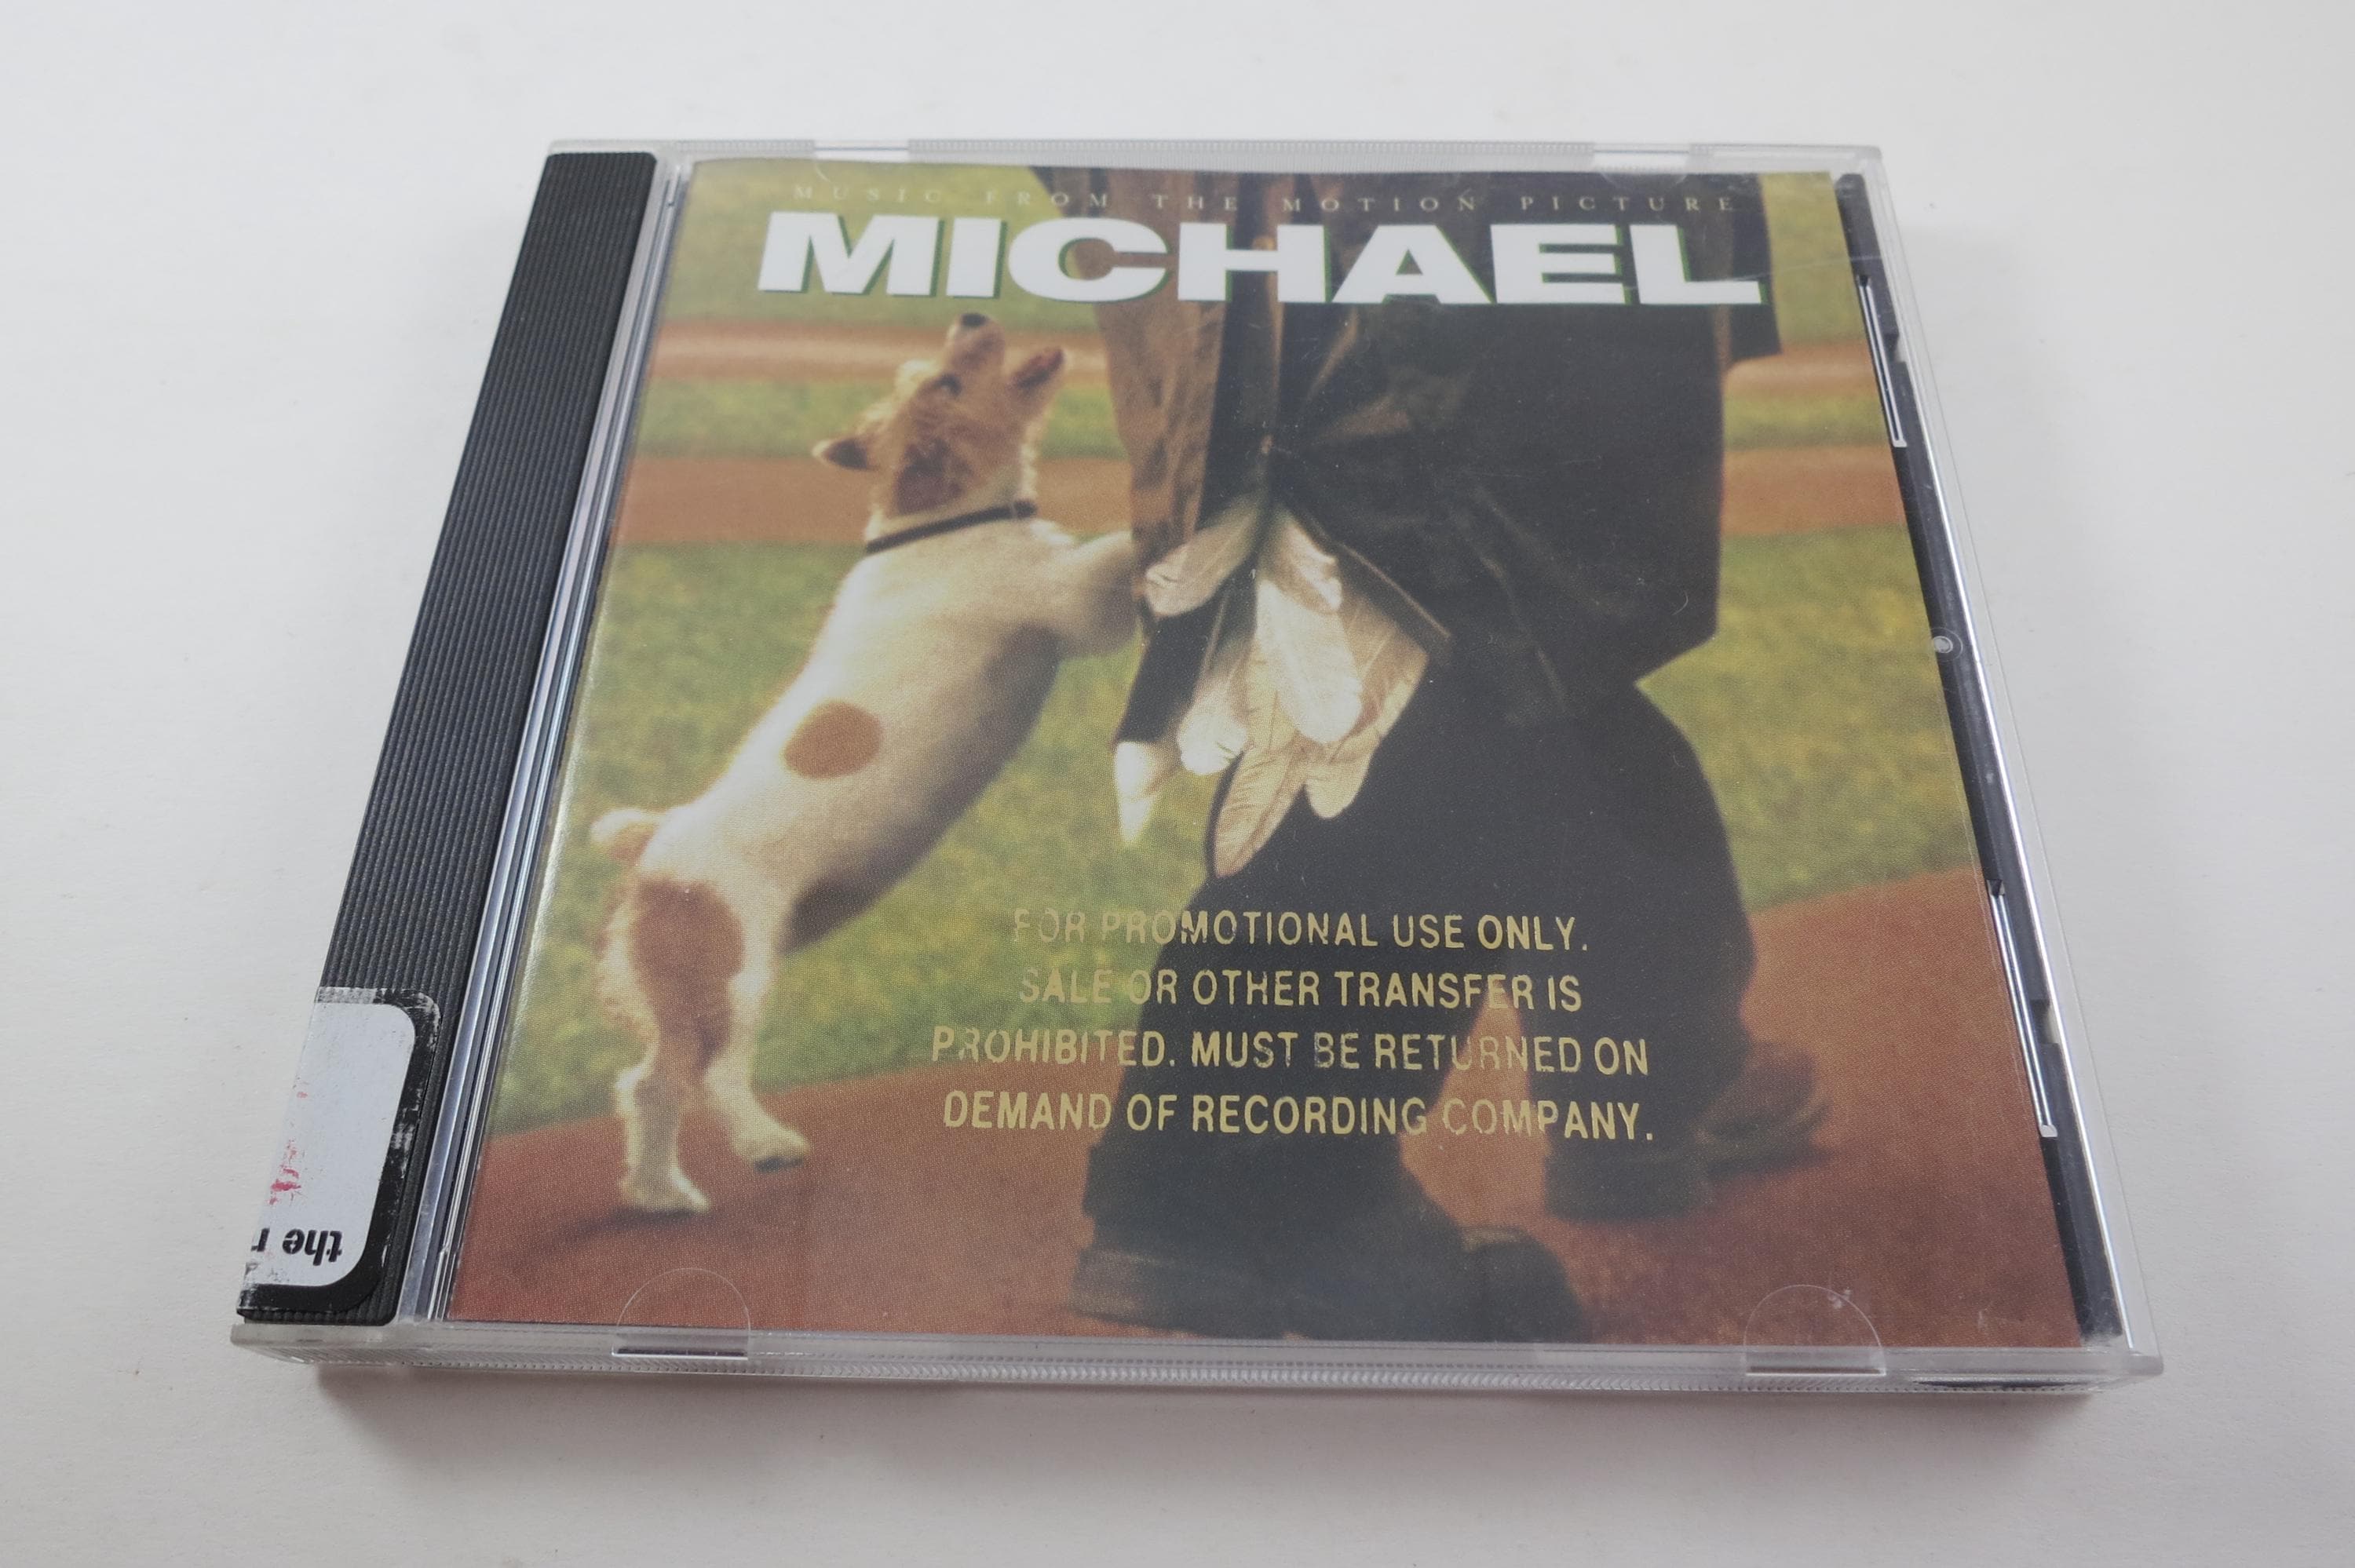 MUSIC FROM THE MOTION PICTURE
MICHAEL
FOR PROMOTIONAL USE ONLY.
SALE OR OTHER TRANSFER IS
PROHIBITED. MUST BE RETURNED ON
DEMAND OF RECORDING COMPANY.
the